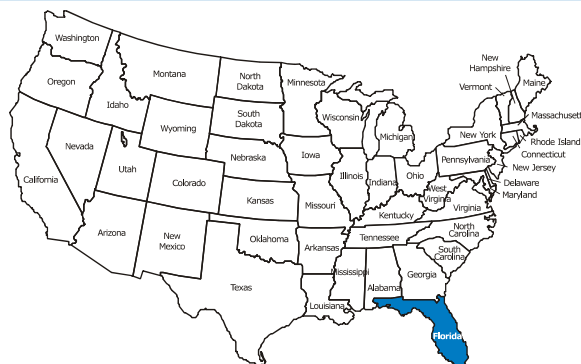 Washington
Oregon
Idaho
Montana
North
Dakota
Minnesota
South
Dakota
Wyoming
Nebraska
Iowa
Wisconsin
Michigan
New
Hampshire
Vermont
Maine
Massachusett
New York
Rhode Island
Connecticut
New Jersey
Pennsylvania
Delaware
Maryland
Nevada
Utah
Colorado
California
Kansas
Missouri
Illinois
Indiana
Ohio
West
Virginia
Virginia
Kentucky
Arizona
New
Mexico
Oklahoma
Arkansas
Tennessee
North
Carolina
South
Carolina
Texas
Louisiana
Mississippi
Alabama
Georgia
Florida